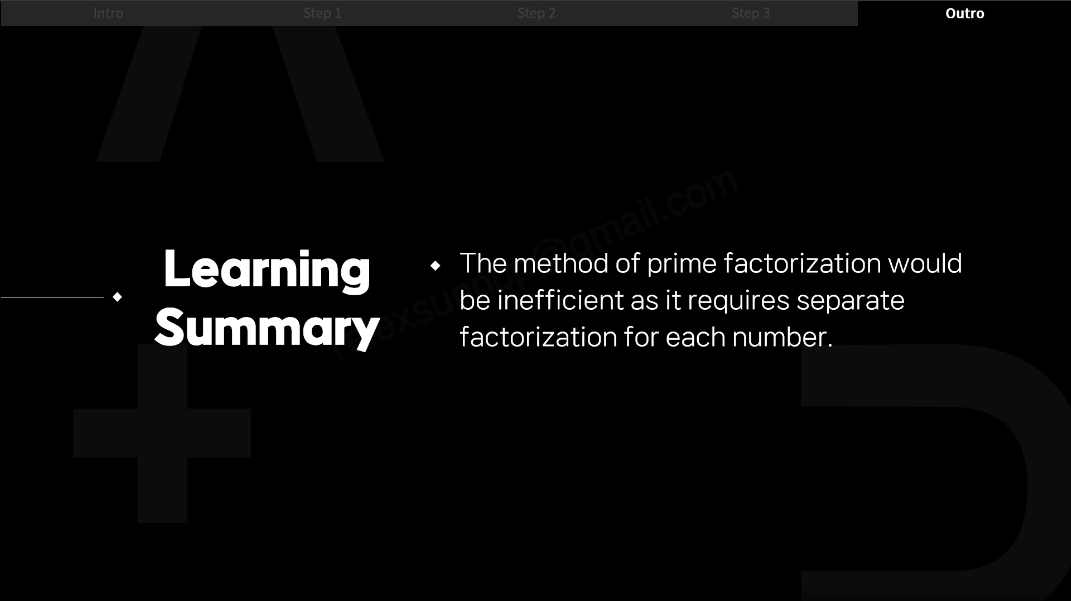 Intro
Step 1
Step 2
Step 3
Outro
Learning
Summary
The method of prime factorization would
be inefficient as it requires separate
factorization for each number.
@gmail.com